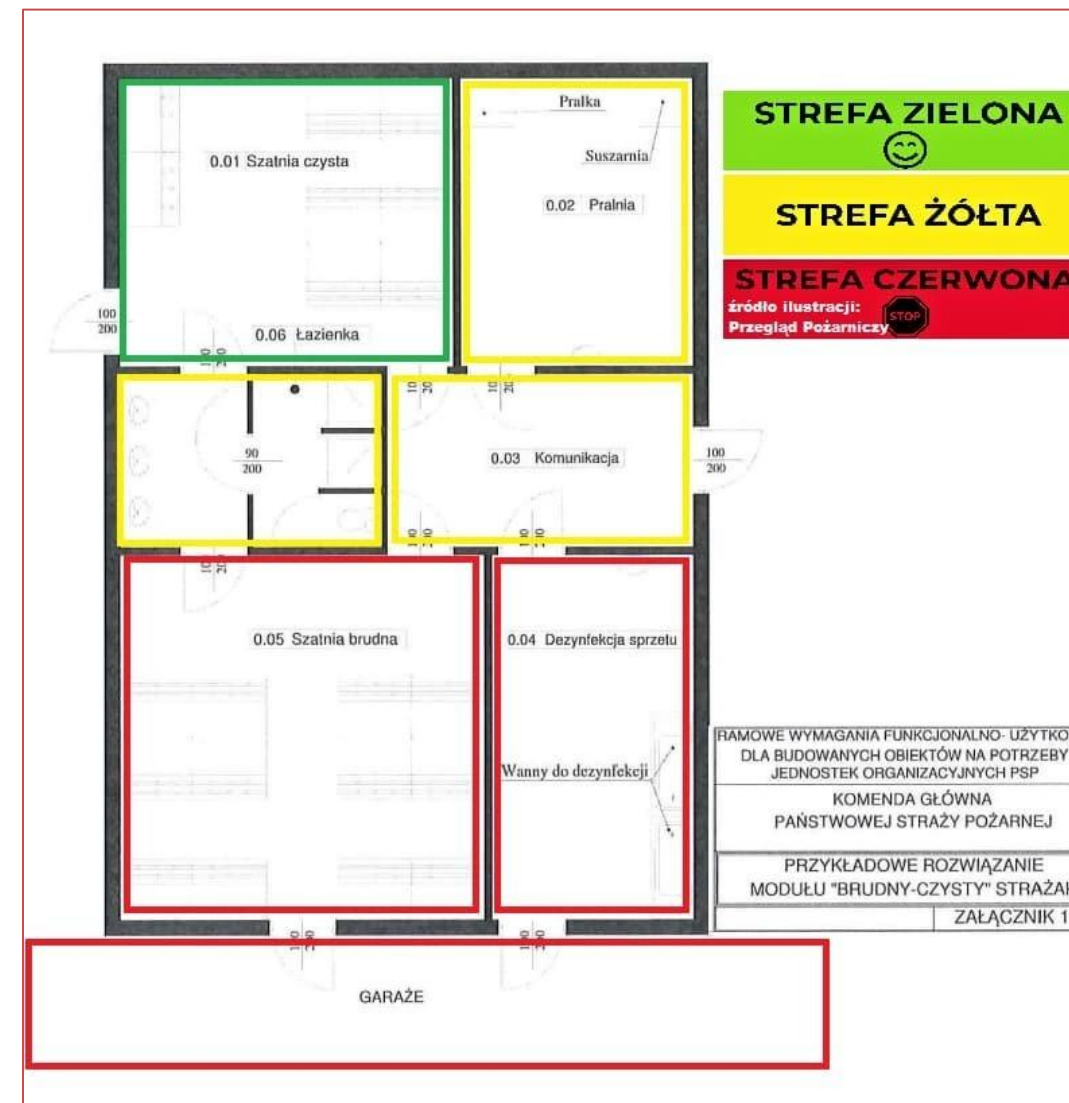 Pralka
Suszarnia
0.01 Szatnia czysta
0.02 Pralnia
STREFA ZIELONA
STREFA ŻÓŁTA
STREFA CZERWONA
źródło ilustracji:
Przegląd Pożarniczy
STOP
100
200
0.06 Łazienka
90
200
0.03 Komunikacja
100
200
0.05 Szatnia brudna
0.04 Dezynfekcja sprzetu
Wanny do dezynfekcji
RAMOWE WYMAGANIA FUNKCJONALNO- UŻYTKO
DLA BUDOWANYCH OBIEKTÓW NA POTRZEBY
JEDNOSTEK ORGANIZACYJNYCH PSP
KOMENDA GŁÓWNA
PAŃSTWOWEJ STRAŻY POŻARNEJ
PRZYKŁADOWE ROZWIĄZANIE
MODUŁU "BRUDNY-CZYSTY" STRAŻAK
ZAŁĄCZNIK 1
GARAŻE